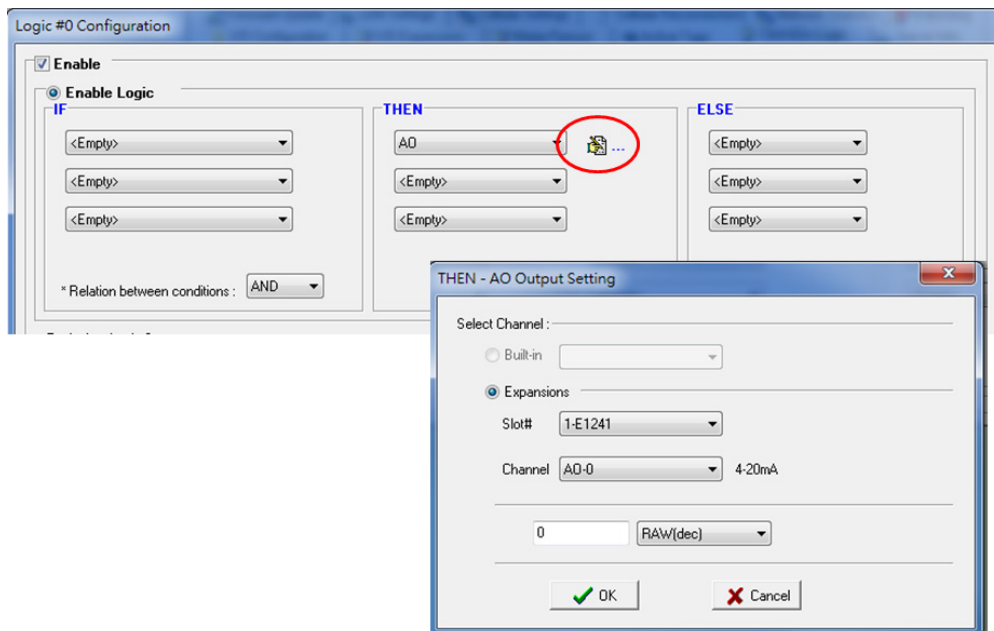 Logic #0 Configuration
Enable
Enable Logic
IF THEN ELSE
<Empty> AO ... <Empty>
<Empty> <Empty> <Empty>
<Empty> <Empty> <Empty>
* Relation between conditions : AND
THEN - AO Output Setting
Select Channel :
Built-in
Expansions
Slot# 1-E1241
Channel AO-0 4-20mA
0 RAW(dec)
OK Cancel